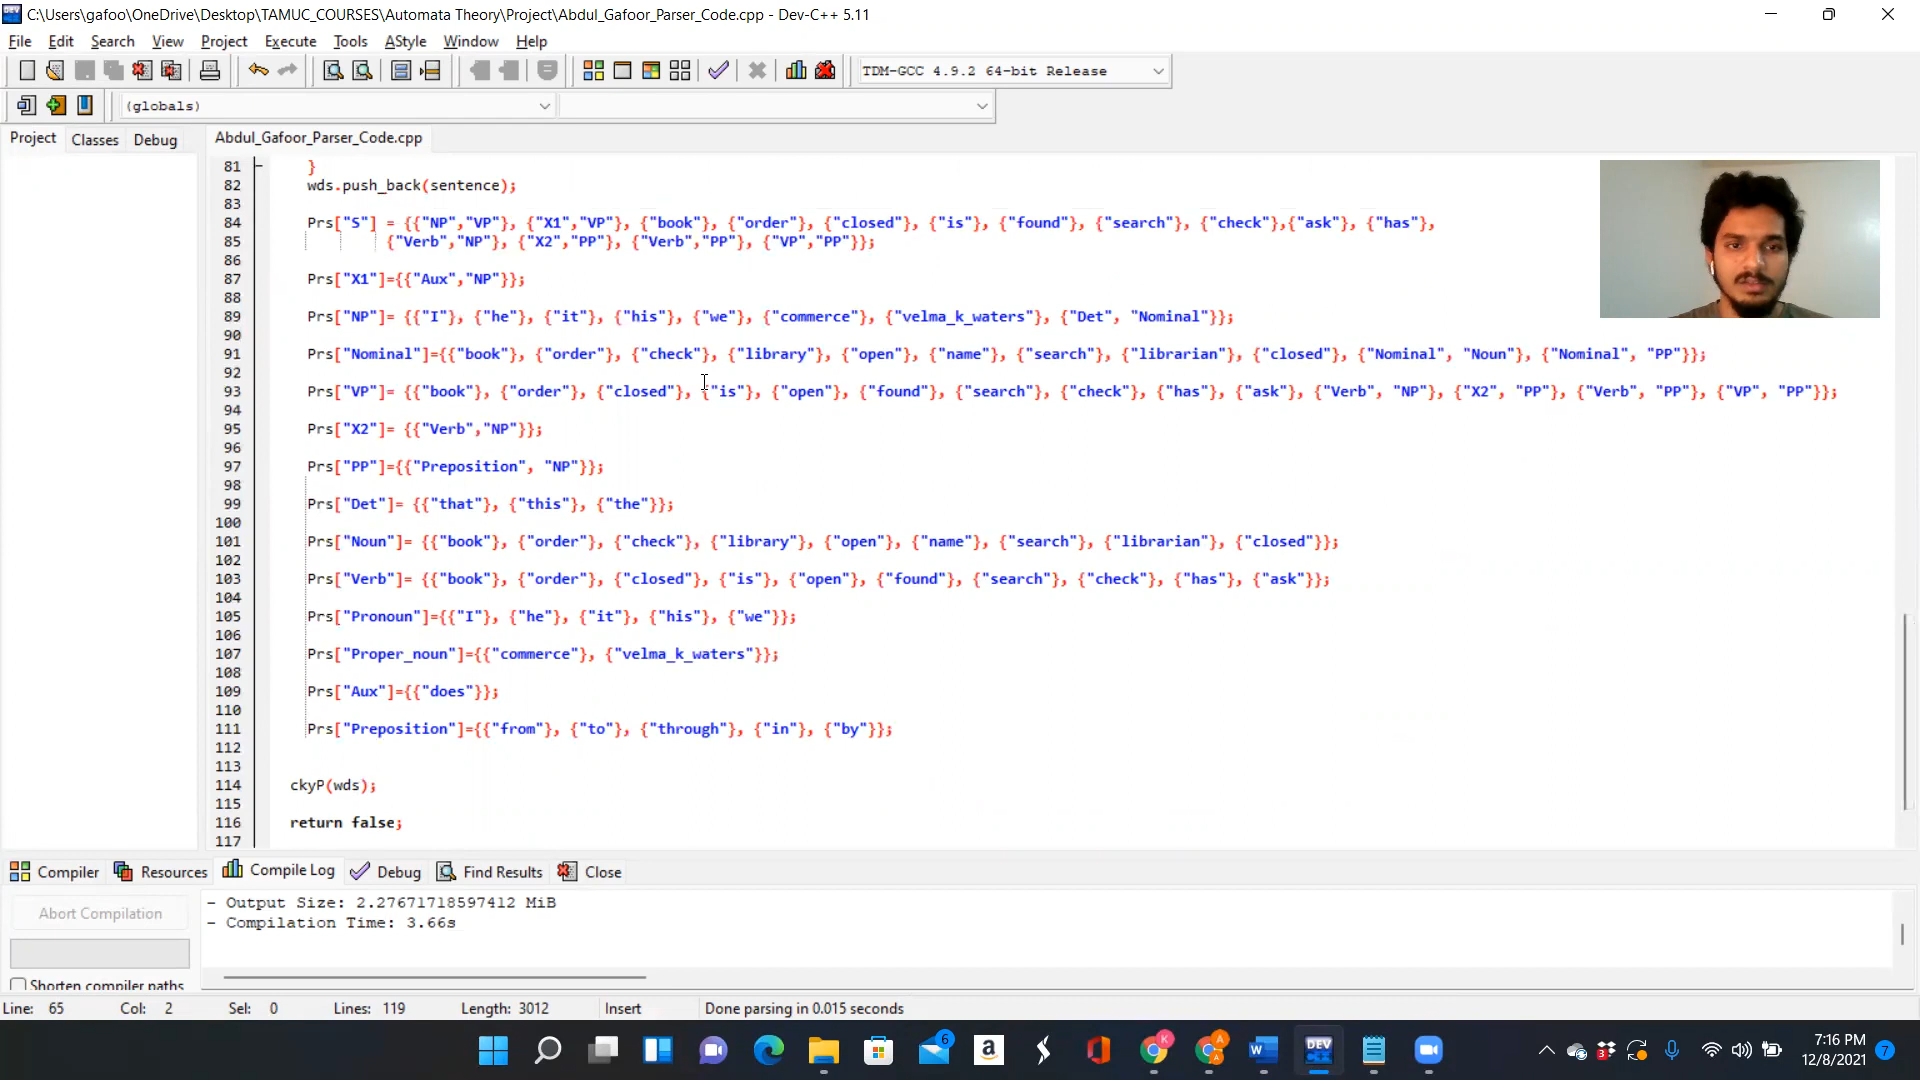 C:\Users\gafoo\OneDrive\Desktop\TAMUC_COURSES\Automata Theory\Project\Abdul_Gafoor_Parser_Code.cpp - Dev-C++ 5.11
File Edit Search View Project Execute Tools AStyle Window Help
TDM-GCC 4.9.2 64-bit Release
(globals)
Project Classes Debug Abdul_Gafoor_Parser_Code.cpp
81 }
82 wds.push_back(sentence);
83
84 Prs["S"] = {{"NP","VP"}, {"X1","VP"}, {"book"}, {"order"}, {"closed"}, {"is"}, {"found"}, {"search"}, {"check"},{"ask"}, {"has"},
85 {"Verb","NP"}, {"X2","PP"}, {"Verb","PP"}, {"VP","PP"}};
86
87 Prs["X1"]={{"Aux","NP"}};
88
89 Prs["NP"]= {{"I"}, {"he"}, {"it"}, {"his"}, {"we"}, {"commerce"}, {"velma_k_waters"}, {"Det", "Nominal"}};
90
91 Prs["Nominal"]={{"book"}, {"order"}, {"check"}, {"library"}, {"open"}, {"name"}, {"search"}, {"librarian"}, {"closed"}, {"Nominal", "Noun"}, {"Nominal", "PP"}};
92
93 Prs["VP"]= {{"book"}, {"order"}, {"closed"}, {"is"}, {"open"}, {"found"}, {"search"}, {"check"}, {"has"}, {"ask"}, {"Verb", "NP"}, {"X2", "PP"}, {"Verb", "PP"}, {"VP", "PP"}};
94
95 Prs["X2"]= {{"Verb","NP"}};
96
97 Prs["PP"]={{"Preposition", "NP"}};
98
99 Prs["Det"]= {{"that"}, {"this"}, {"the"}};
100
101 Prs["Noun"]= {{"book"}, {"order"}, {"check"}, {"library"}, {"open"}, {"name"}, {"search"}, {"librarian"}, {"closed"}};
102
103 Prs["Verb"]= {{"book"}, {"order"}, {"closed"}, {"is"}, {"open"}, {"found"}, {"search"}, {"check"}, {"has"}, {"ask"}};
104
105 Prs["Pronoun"]={{"I"}, {"he"}, {"it"}, {"his"}, {"we"}};
106
107 Prs["Proper_noun"]={{"commerce"}, {"velma_k_waters"}};
108
109 Prs["Aux"]={{"does"}};
110
111 Prs["Preposition"]={{"from"}, {"to"}, {"through"}, {"in"}, {"by"}};
112
113
114 ckyP(wds);
115
116 return false;
117
Compiler Resources Compile Log Debug Find Results Close
Abort Compilation
- Output Size: 2.27671718597412 MiB
- Compilation Time: 3.66s
Shorten compiler paths
Line: 65 Col: 2 Sel: 0 Lines: 119 Length: 3012 Insert Done parsing in 0.015 seconds
7:16 PM
12/8/2021